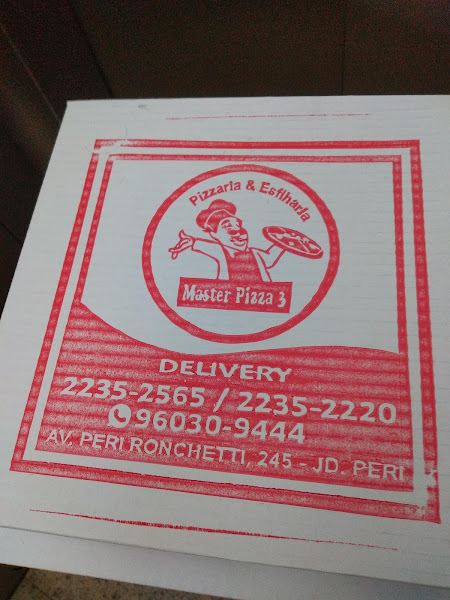 Pizzaria & Esfiharia
Master Pizza 3
DELIVERY
2235-2565 / 2235-2220
96030-9444
AV. PERI RONCHETTI, 245 - JD. PERI